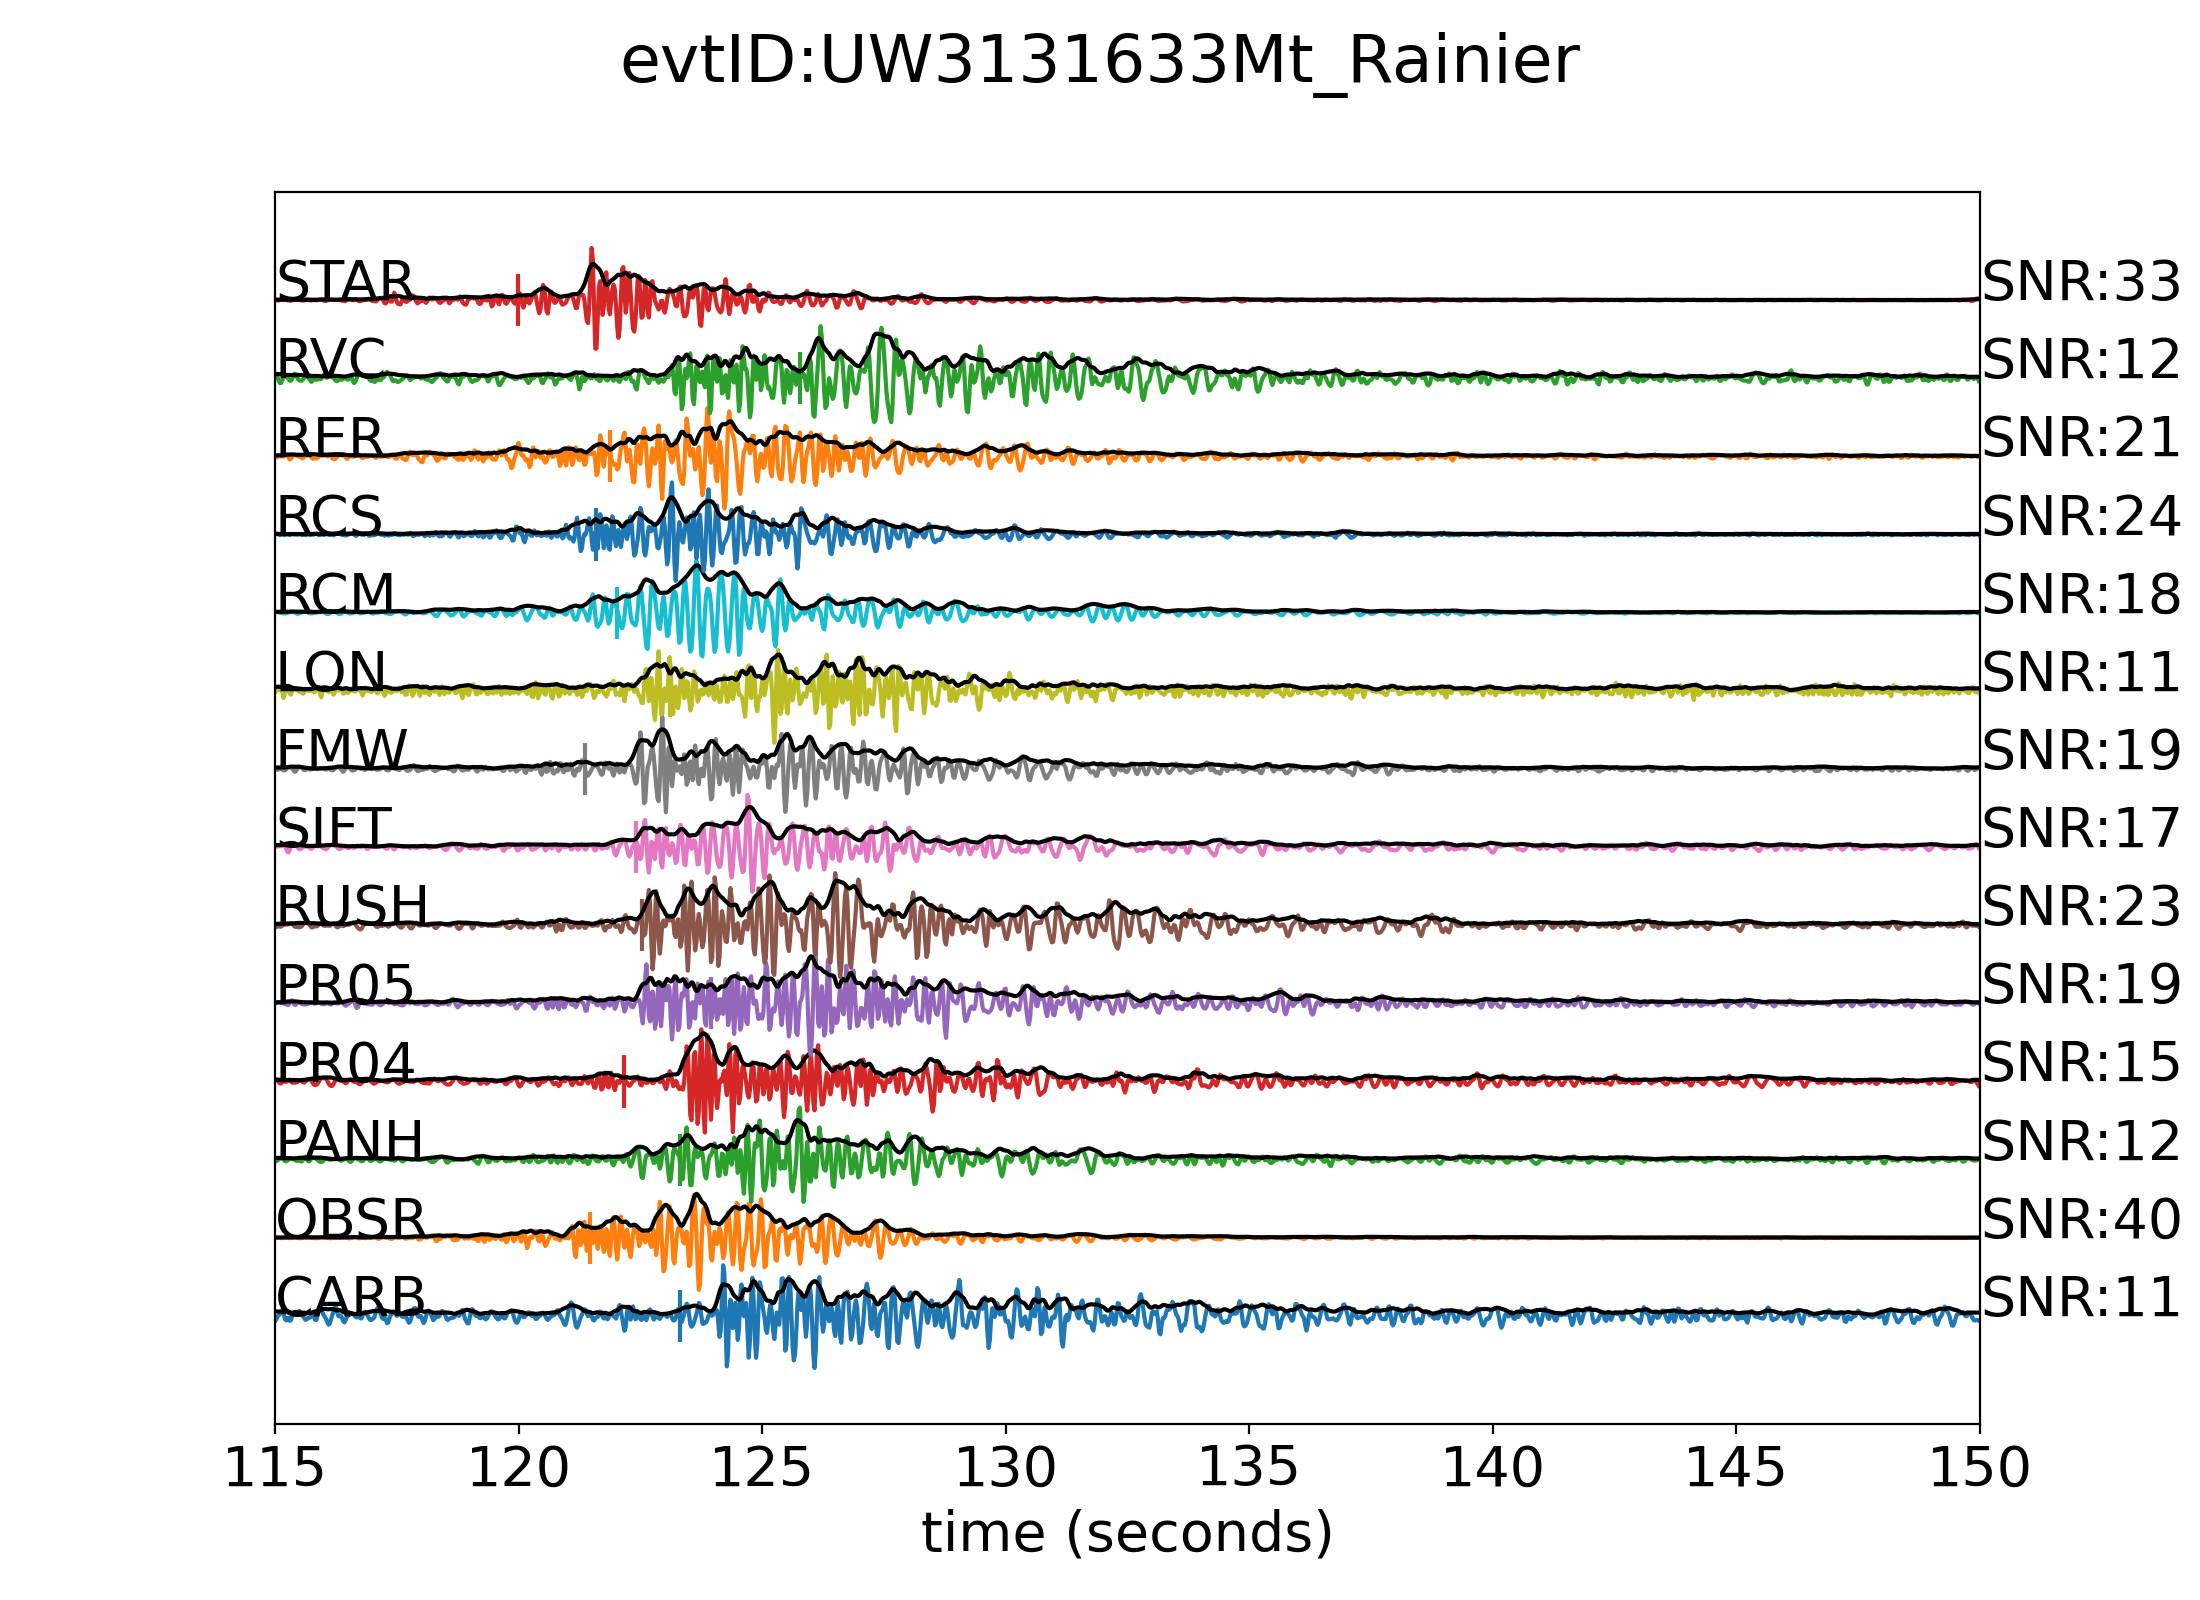 evtID:UW3131633Mt_Rainier
STAR SNR:33
RVC SNR:12
RER SNR:21
RCS SNR:24
RCM SNR:18
LON SNR:11
FMW SNR:19
SIFT SNR:17
RUSH SNR:23
PR05 SNR:19
PR04 SNR:15
PANH SNR:12
OBSR SNR:40
CARB SNR:11
115 120 125 130 135 140 145 150
time (seconds)